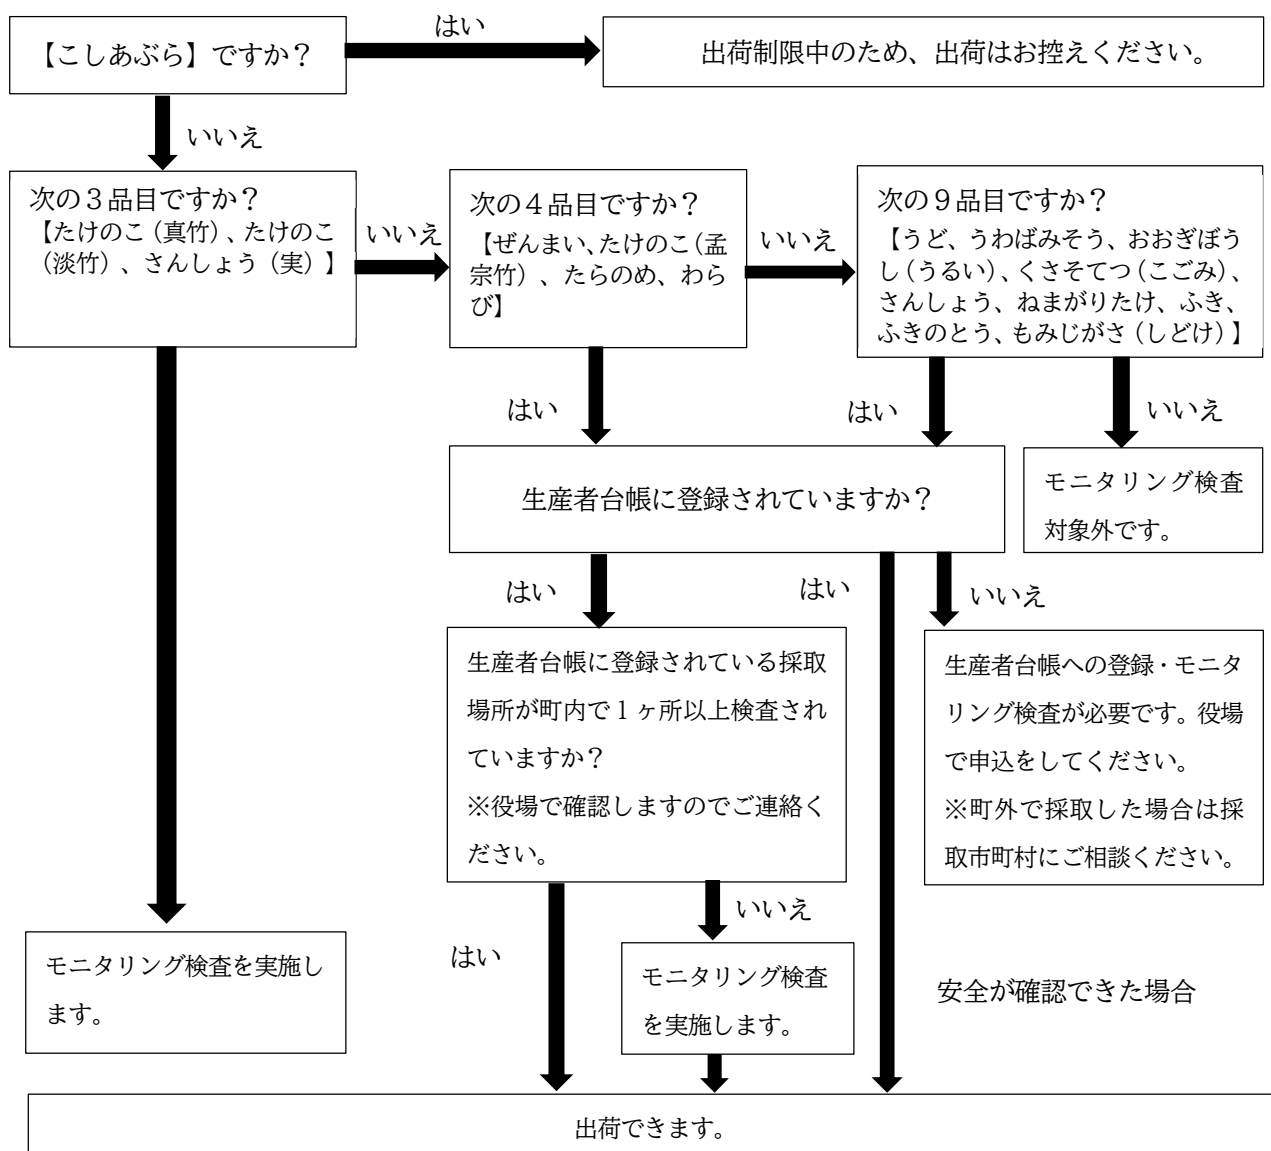 【こしあぶら】ですか？
はい
出荷制限中のため、出荷はお控えください。
いいえ
次の３品目ですか？
【たけのこ（真竹）、たけのこ
（淡竹）、さんしょう（実）】
いいえ
次の４品目ですか？
【ぜんまい、たけのこ（孟
宗竹）、たらのめ、わら
び】
いいえ
次の９品目ですか？
【うど、うわばみそう、おおぎぼう
し（うるい）、くさそてつ（こごみ）、
さんしょう、ねまがりたけ、ふき、
ふきのとう、もみじがさ（しどけ）】
はい
はい
いいえ
生産者台帳に登録されていますか？
モニタリング検査
対象外です。
はい
はい
いいえ
生産者台帳に登録されている採取
場所が町内で１ヶ所以上検査され
ていますか？
※役場で確認しますのでご連絡く
ださい。
生産者台帳への登録・モニタ
リング検査が必要です。役場
で申込をしてください。
※町外で採取した場合は採
取市町村にご相談ください。
はい
いいえ
モニタリング検査を実施し
ます。
モニタリング検査
を実施します。
安全が確認できた場合
出荷できます。